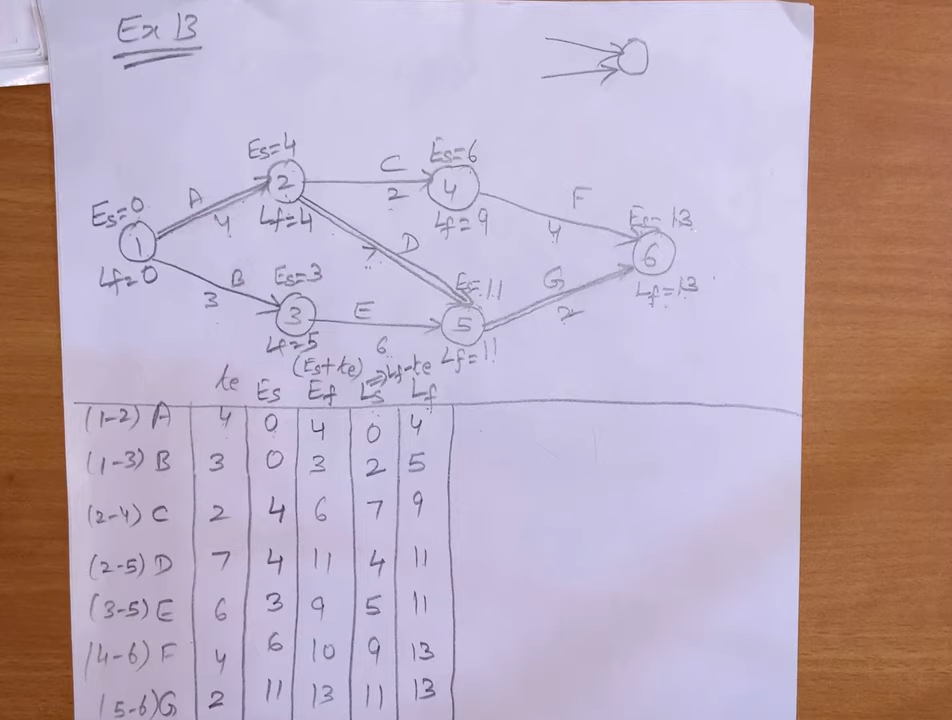 Ex 13
Es=4
C
Es=6
2
2
4
F
A
Es=0
4
Lf=4
Lf=9
4
Es=13
1
D
6
7
Lf=0
B
Es=3
Es=11
G
Lf=13
3
3
E
5
2
Lf=5
6
Lf=11
(Es+te) ⇒Lf-te
te Es Ef Ls Lf
(1-2) A 4 0 4 0 4
(1-3) B 3 0 3 2 5
(2-4) C 2 4 6 7 9
(2-5) D 7 4 11 4 11
(3-5) E 6 3 9 5 11
(4-6) F 4 6 10 9 13
(5-6) G 2 11 13 11 13